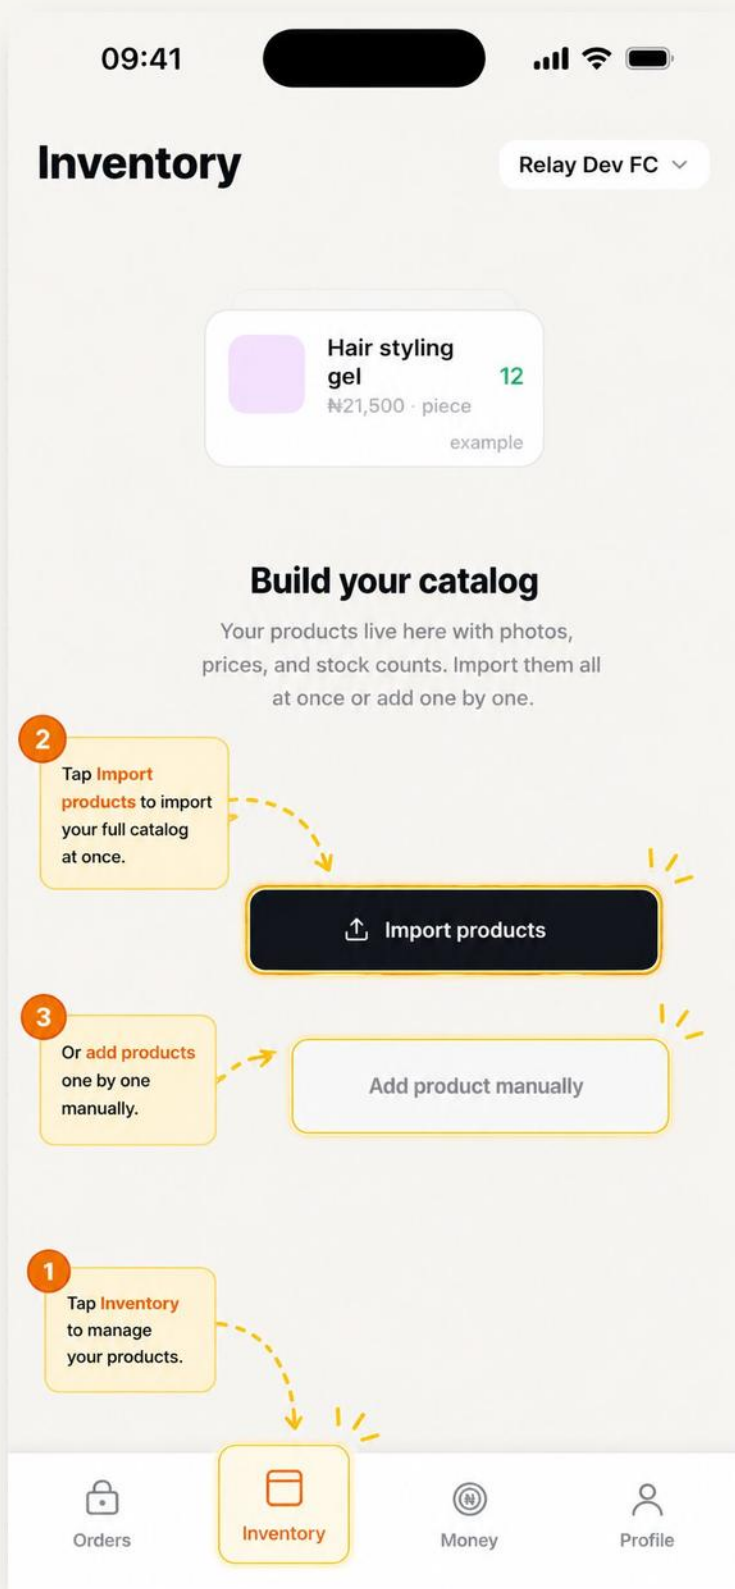 09:41
Inventory
Relay Dev FC
Hair styling
gel
12
₦21,500 · piece
example
Build your catalog
Your products live here with photos,
prices, and stock counts. Import them all
at once or add one by one.
2
Tap Import
products to import
your full catalog
at once.
Import products
3
Or add products
one by one
manually.
Add product manually
1
Tap Inventory
to manage
your products.
Orders
Inventory
₦
Money
Profile